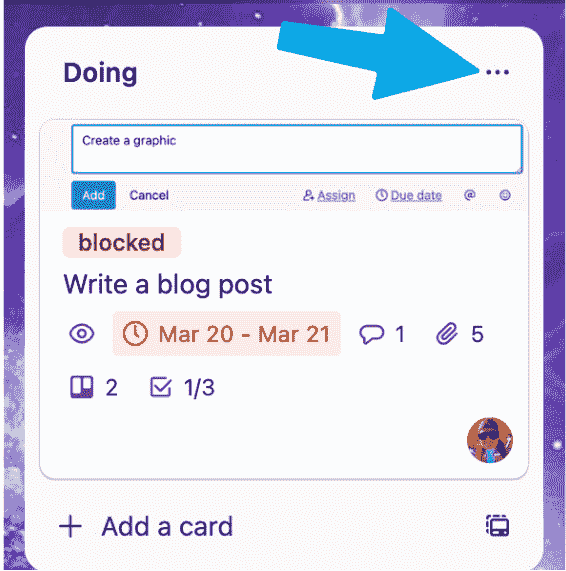 Doing
Create a graphic
Add Cancel Assign Due date
blocked
Write a blog post
Mar 20 - Mar 21 1 5
2 1/3
Add a card